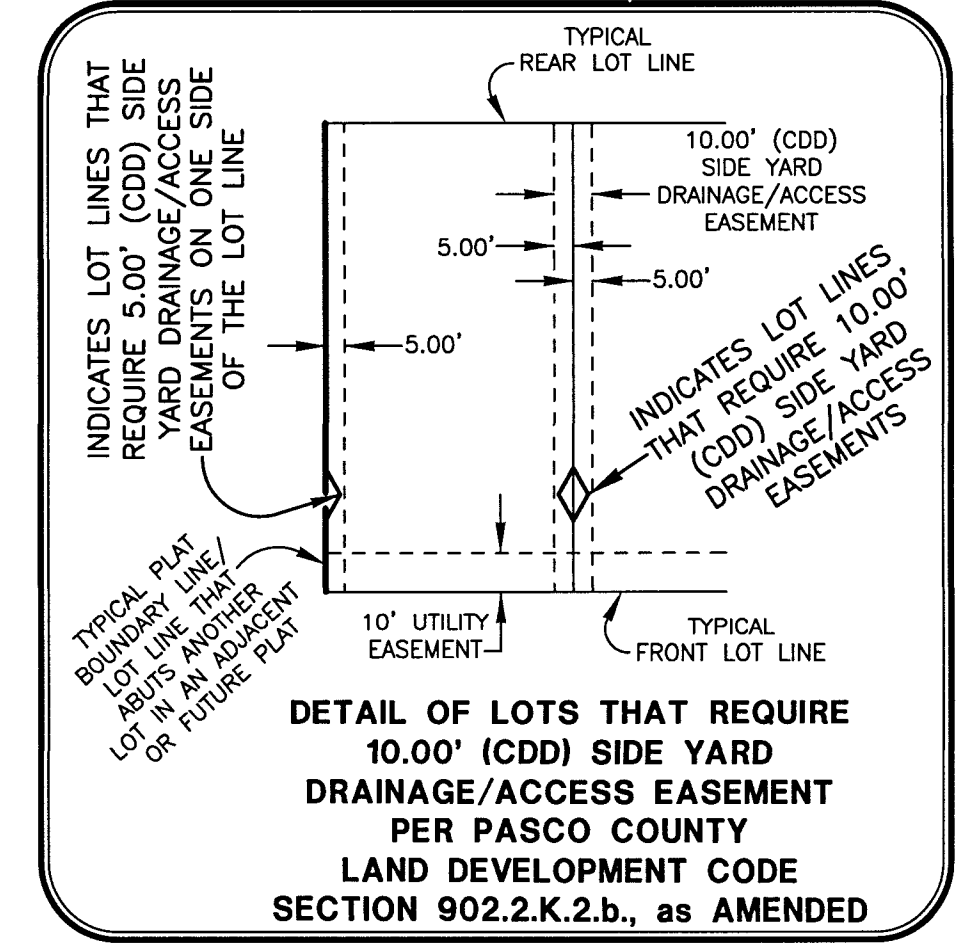 TYPICAL
REAR LOT LINE
INDICATES LOT LINES THAT
REQUIRE 5.00' (CDD) SIDE
YARD DRAINAGE/ACCESS
EASEMENTS ON ONE SIDE
OF THE LOT LINE
10.00' (CDD)
SIDE YARD
DRAINAGE/ACCESS
EASEMENT
5.00'
5.00'
5.00'
INDICATES LOT LINES
THAT REQUIRE 10.00'
(CDD) SIDE YARD
DRAINAGE/ACCESS
EASEMENTS
TYPICAL PLAT
BOUNDARY LINE/
LOT LINE THAT
ABUTS ANOTHER
LOT IN AN ADJACENT
OR FUTURE PLAT
10' UTILITY
EASEMENT
TYPICAL
FRONT LOT LINE
DETAIL OF LOTS THAT REQUIRE
10.00' (CDD) SIDE YARD
DRAINAGE/ACCESS EASEMENT
PER PASCO COUNTY
LAND DEVELOPMENT CODE
SECTION 902.2.K.2.b., as AMENDED